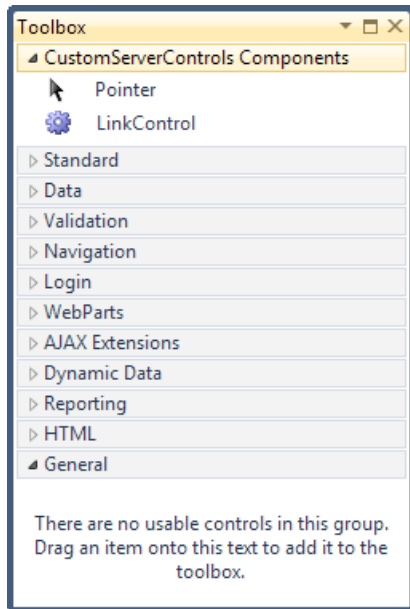 Toolbox
CustomServerControls Components
Pointer
LinkControl
Standard
Data
Validation
Navigation
Login
WebParts
AJAX Extensions
Dynamic Data
Reporting
HTML
General
There are no usable controls in this group.
Drag an item onto this text to add it to the
toolbox.